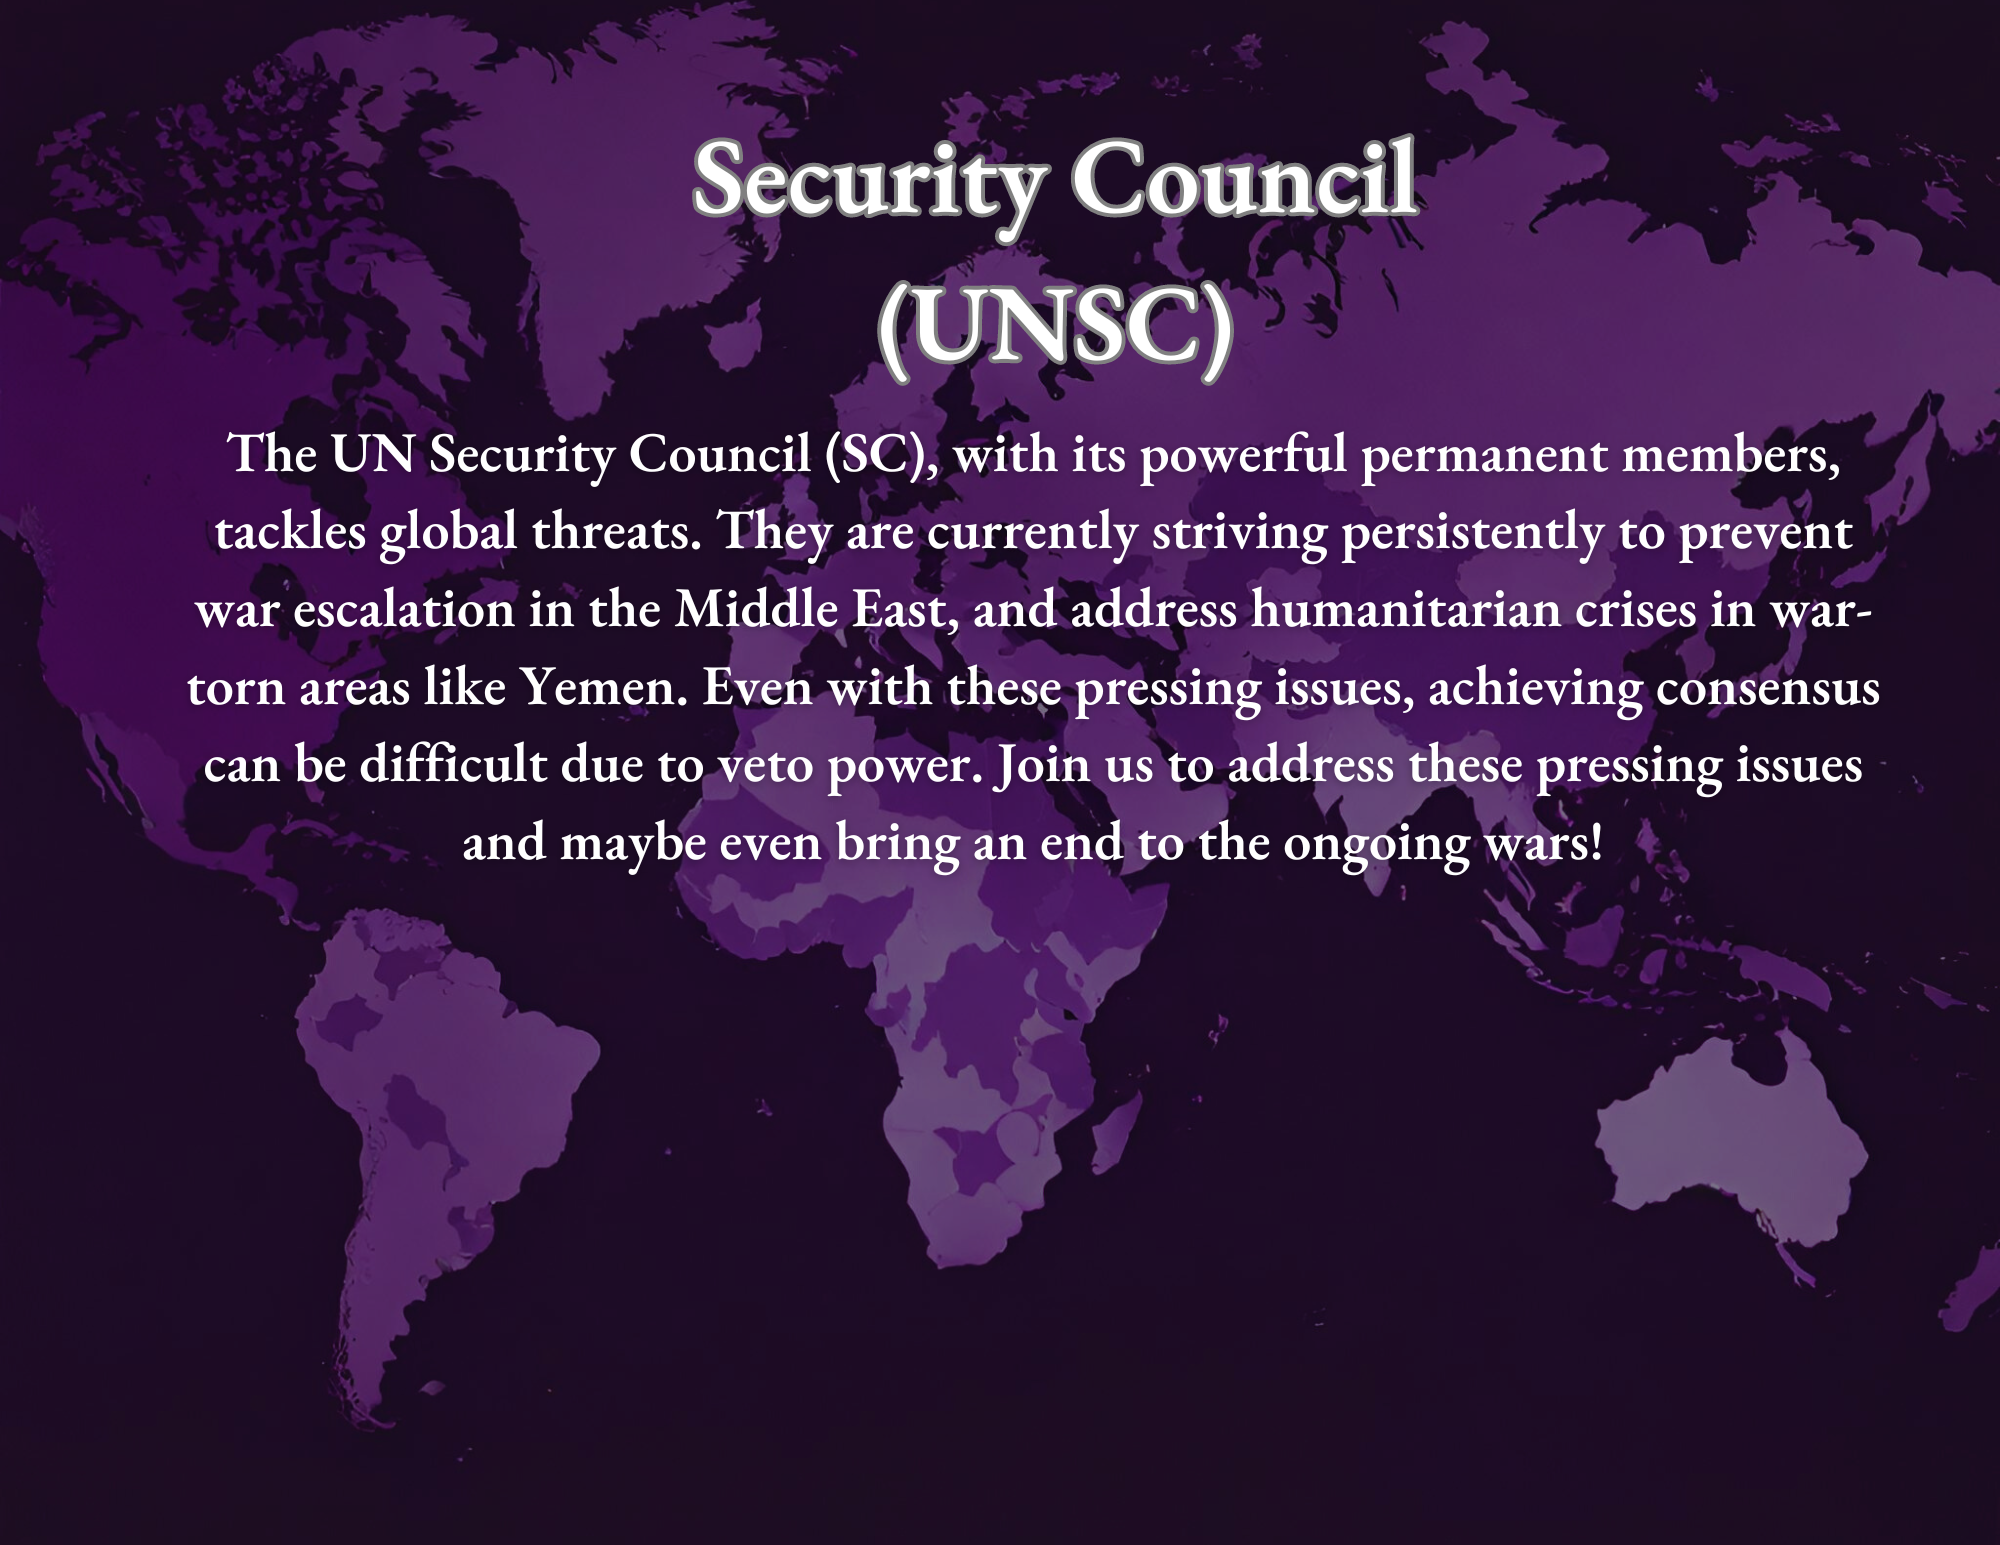 Security Council
(UNSC)
The UN Security Council (SC), with its powerful permanent members,
tackles global threats. They are currently striving persistently to prevent
war escalation in the Middle East, and address humanitarian crises in war-
torn areas like Yemen. Even with these pressing issues, achieving consensus
can be difficult due to veto power. Join us to address these pressing issues
and maybe even bring an end to the ongoing wars!